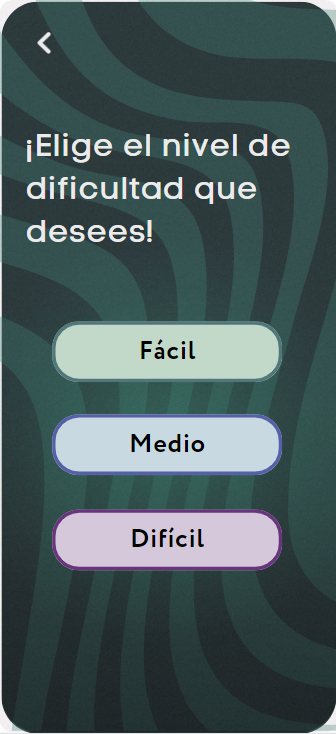 ¡Elige el nivel de
dificultad que
desees!
Fácil
Medio
Difícil